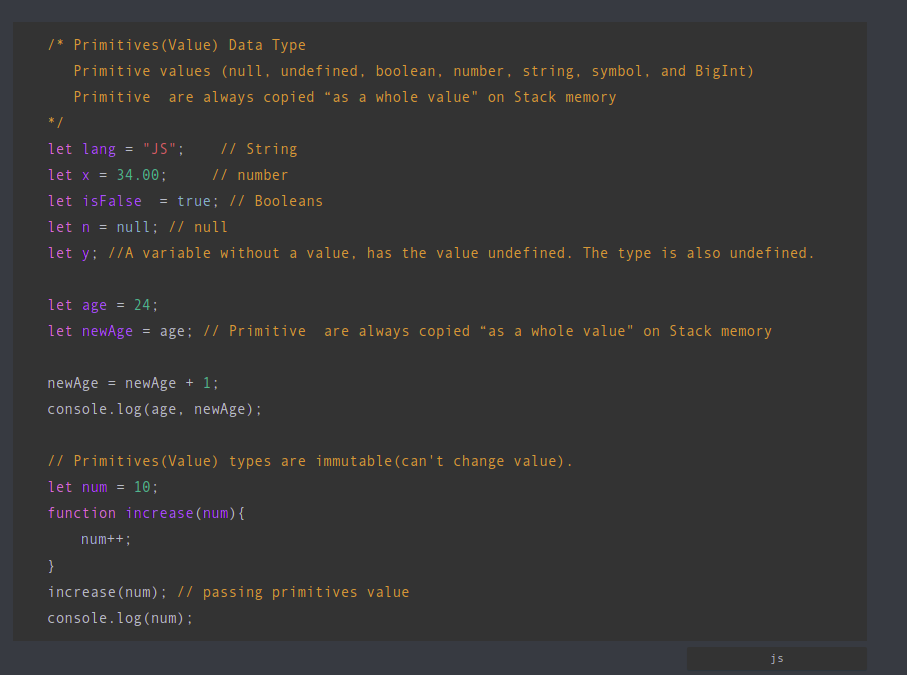 /* Primitives(Value) Data Type
Primitive values (null, undefined, boolean, number, string, symbol, and BigInt)
Primitive  are always copied “as a whole value" on Stack memory
*/
let lang = "JS";    // String
let x = 34.00;     // number
let isFalse  = true; // Booleans
let n = null; // null
let y; //A variable without a value, has the value undefined. The type is also undefined.
let age = 24;
let newAge = age; // Primitive  are always copied “as a whole value" on Stack memory
newAge = newAge + 1;
console.log(age, newAge);
// Primitives(Value) types are immutable(can't change value).
let num = 10;
function increase(num){
num++;
}
increase(num); // passing primitives value
console.log(num);
js